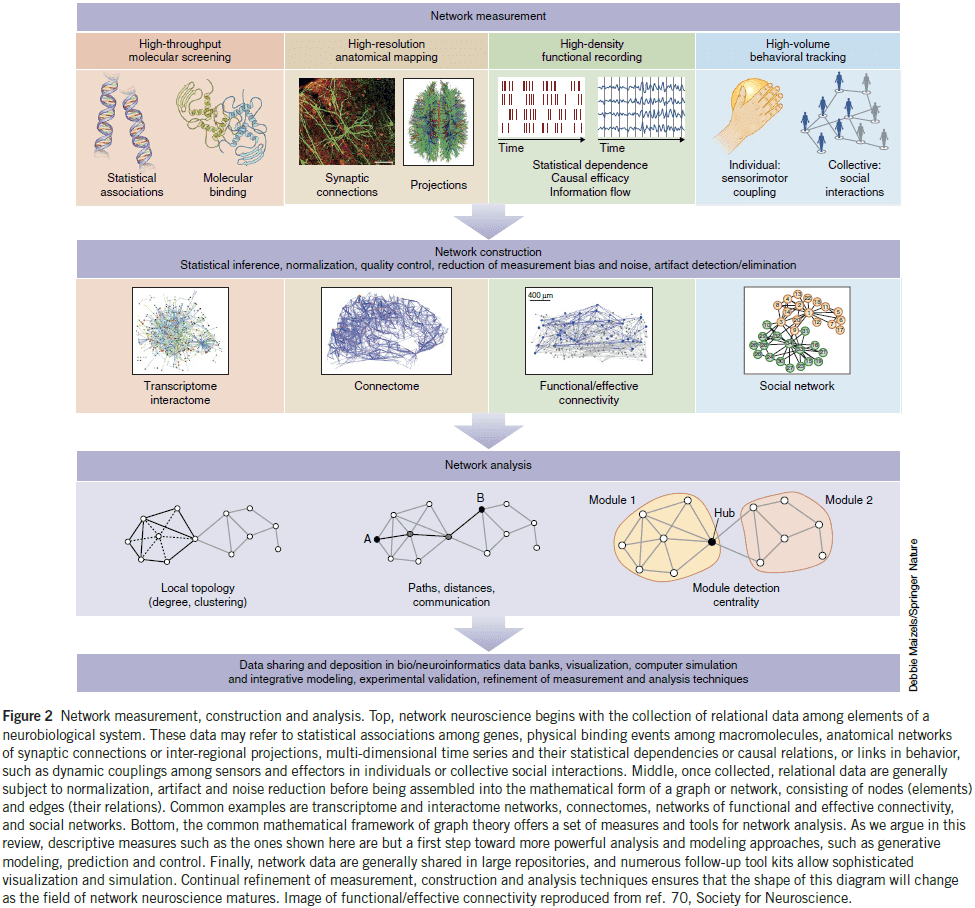 Network measurement
High-throughput
molecular screening
High-resolution
anatomical mapping
High-density
functional recording
High-volume
behavioral tracking
Time
Time
Statistical
associations
Molecular
binding
Synaptic
connections
Projections
Statistical dependence
Causal efficacy
Information flow
Individual:
sensorimotor
coupling
Collective:
social
interactions
Network construction
Statistical inference, normalization, quality control, reduction of measurement bias and noise, artifact detection/elimination
400 μm
Transcriptome
interactome
Connectome
Functional/effective
connectivity
Social network
Network analysis
A
B
Module 1
Hub
Module 2
Local topology
(degree, clustering)
Paths, distances,
communication
Module detection
centrality
Data sharing and deposition in bio/neuroinformatics data banks, visualization, computer simulation
and integrative modeling, experimental validation, refinement of measurement and analysis techniques
Debbie Maizels/Springer Nature
Figure 2 Network measurement, construction and analysis. Top, network neuroscience begins with the collection of relational data among elements of a
neurobiological system. These data may refer to statistical associations among genes, physical binding events among macromolecules, anatomical networks
of synaptic connections or inter-regional projections, multi-dimensional time series and their statistical dependencies or causal relations, or links in behavior,
such as dynamic couplings among sensors and effectors in individuals or collective social interactions. Middle, once collected, relational data are generally
subject to normalization, artifact and noise reduction before being assembled into the mathematical form of a graph or network, consisting of nodes (elements)
and edges (their relations). Common examples are transcriptome and interactome networks, connectomes, networks of functional and effective connectivity,
and social networks. Bottom, the common mathematical framework of graph theory offers a set of measures and tools for network analysis. As we argue in this
review, descriptive measures such as the ones shown here are but a first step toward more powerful analysis and modeling approaches, such as generative
modeling, prediction and control. Finally, network data are generally shared in large repositories, and numerous follow-up tool kits allow sophisticated
visualization and simulation. Continual refinement of measurement, construction and analysis techniques ensures that the shape of this diagram will change
as the field of network neuroscience matures. Image of functional/effective connectivity reproduced from ref. 70, Society for Neuroscience.